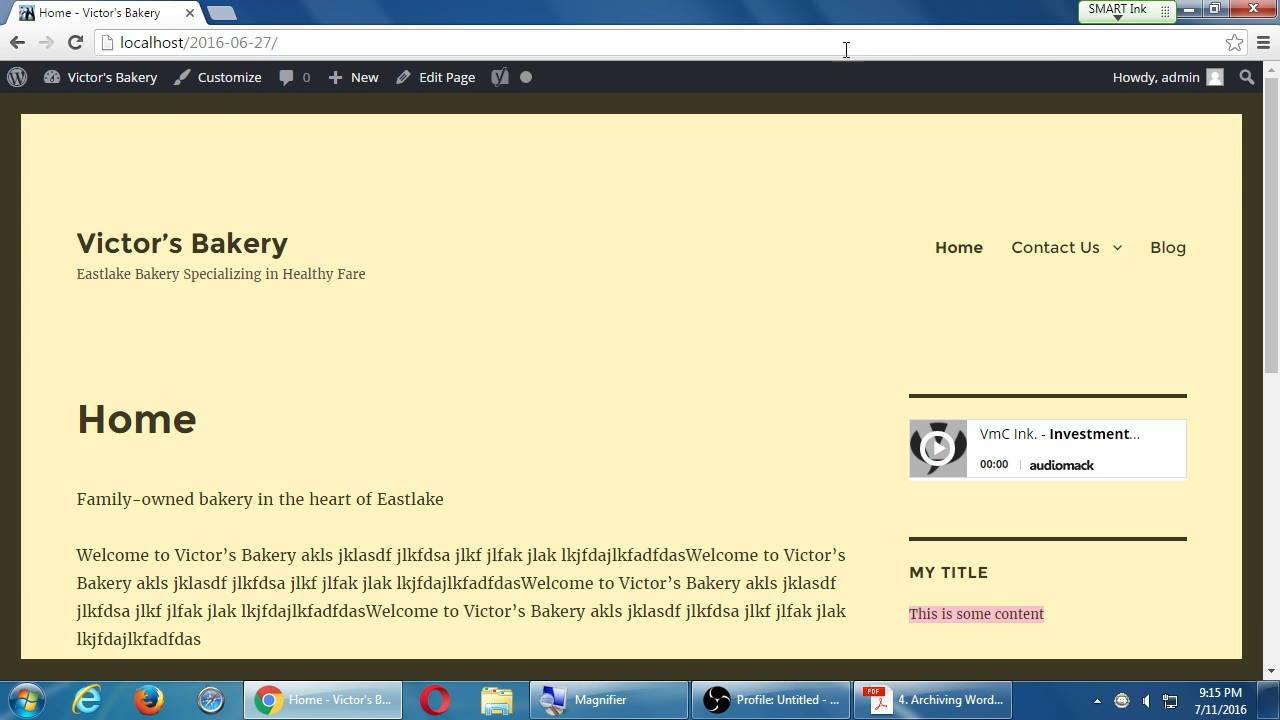 Home - Victor's Bakery
SMART Ink
localhost/2016-06-27/
Victor's Bakery Customize 0 New Edit Page Howdy, admin
Victor’s Bakery
Eastlake Bakery Specializing in Healthy Fare
Home Contact Us Blog
Home
Family-owned bakery in the heart of Eastlake
Welcome to Victor’s Bakery akls jklasdf jlkfdsa jlkf jlfak jlak lkjfdajlkfadfdasWelcome to Victor’s
Bakery akls jklasdf jlkfdsa jlkf jlfak jlak lkjfdajlkfadfdasWelcome to Victor’s Bakery akls jklasdf
jlkfdsa jlkf jlfak jlak lkjfdajlkfadfdasWelcome to Victor’s Bakery akls jklasdf jlkfdsa jlkf jlfak jlak
lkjfdajlkfadfdas
VmC Ink. - Investment...
00:00 | audiomack
MY TITLE
This is some content
Home - Victor's B...
Magnifier
Profile: Untitled - ...
PDF
4. Archiving Word...
9:15 PM
7/11/2016